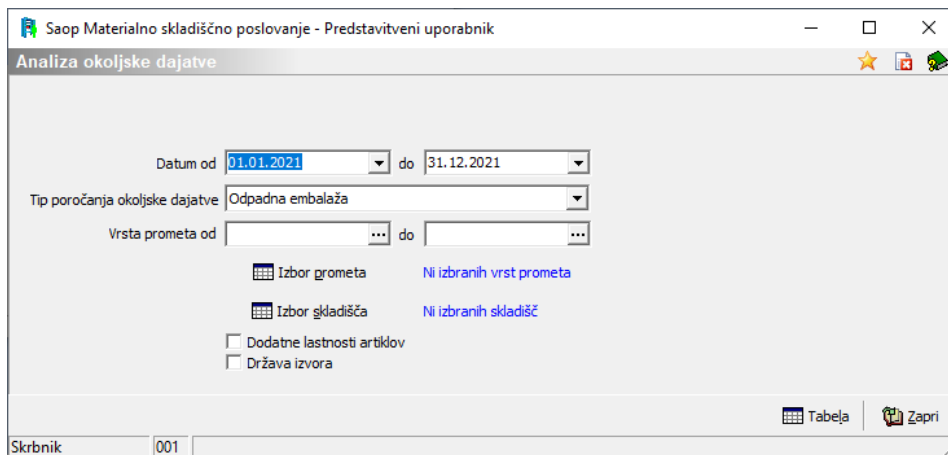 Saop Materialno skladiščno poslovanje - Predstavitveni uporabnik
Analiza okoljske dajatve
Datum od 01.01.2021 do 31.12.2021
Tip poročanja okoljske dajatve Odpadna embalaža
Vrsta prometa od ... do ...
Izbor prometa Ni izbranih vrst prometa
Izbor skladišča Ni izbranih skladišč
Dodatne lastnosti artiklov
Država izvora
Tabela Zapri
Skrbnik 001